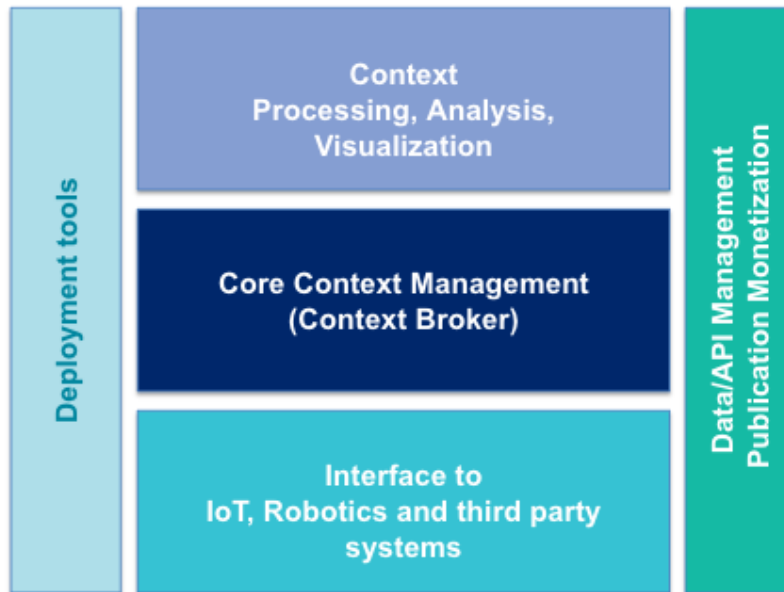 Deployment tools
Context
Processing, Analysis,
Visualization
Core Context Management
(Context Broker)
Interface to
IoT, Robotics and third party
systems
Data/API Management
Publication Monetization